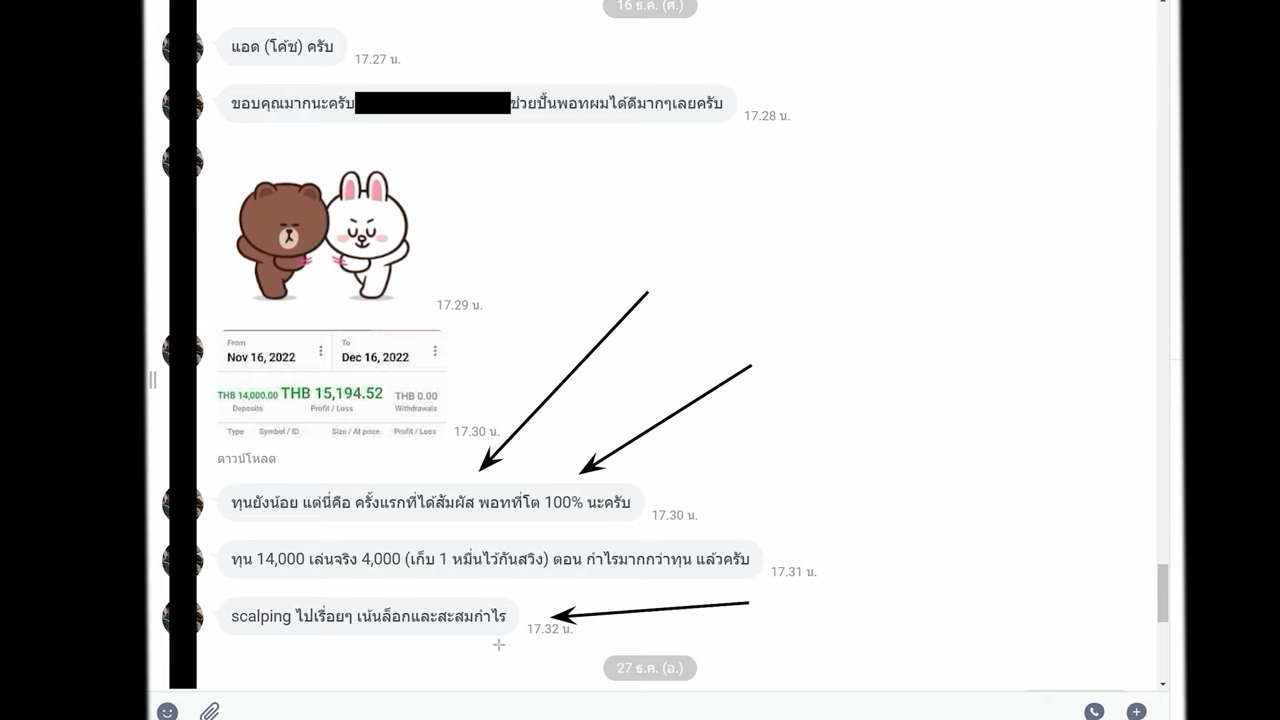 16 ธ.ค. (ศ.)
แอด (โค้ช) ครับ
17.27 น.
ขอบคุณมากนะครับ ช่วยปั้นพอทผมได้ดีมากๆเลยครับ
17.28 น.
17.29 น.
From To
Nov 16, 2022 Dec 16, 2022
THB 14,000.00 THB 15,194.52 THB 0.00
Deposits Profit / Loss Withdrawals
Type Symbol / ID Size / At price Profit / Loss
17.30 น.
ดาวน์โหลด
ทุนยังน้อย แต่นี่คือ ครั้งแรกที่ได้สัมผัส พอทที่โต 100% นะครับ
17.30 น.
ทุน 14,000 เล่นจริง 4,000 (เก็บ 1 หมื่นไว้กันสวิง) ตอน กำไรมากกว่าทุน แล้วครับ
17.31 น.
scalping ไปเรื่อยๆ เน้นล็อกและสะสมกำไร
17.32 น.
27 ธ.ค. (อ.)